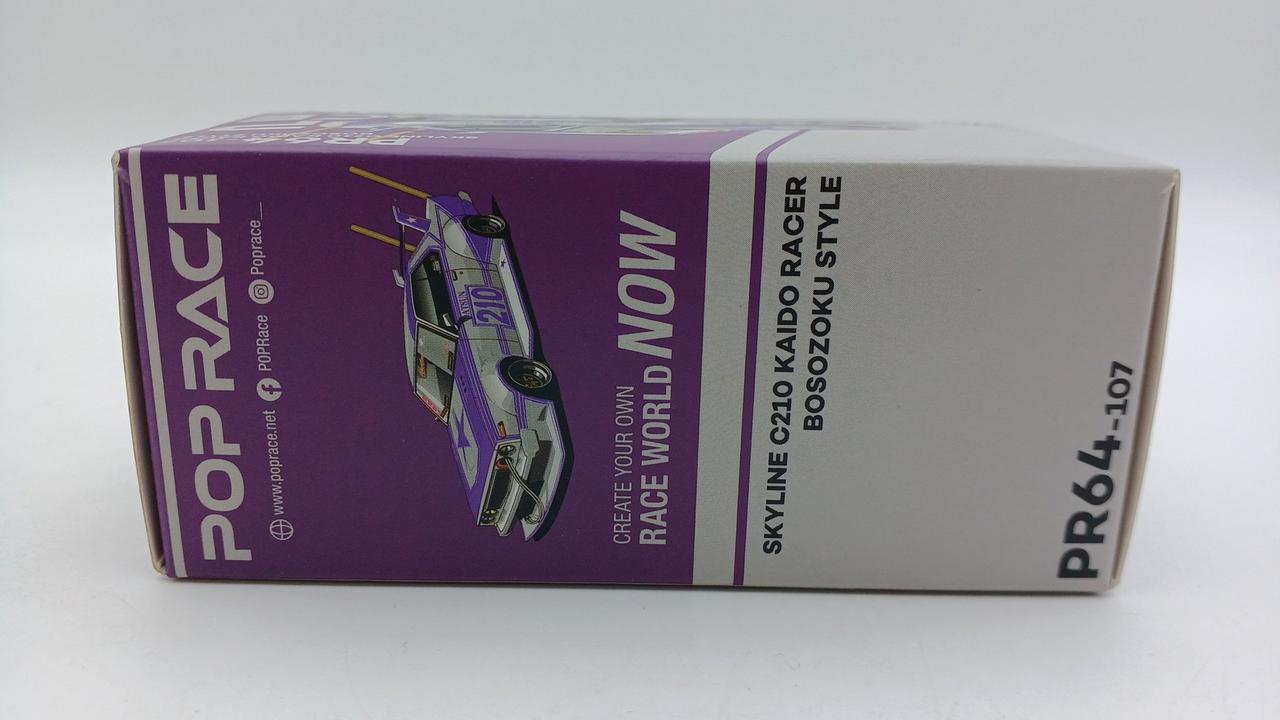 POP RACE
www.poprace.net POPRace Poprace__
210
CREATE YOUR OWN
RACE WORLD NOW
SKYLINE C210 KAIDO RACER
BOSOZOKU STYLE
PR64-107